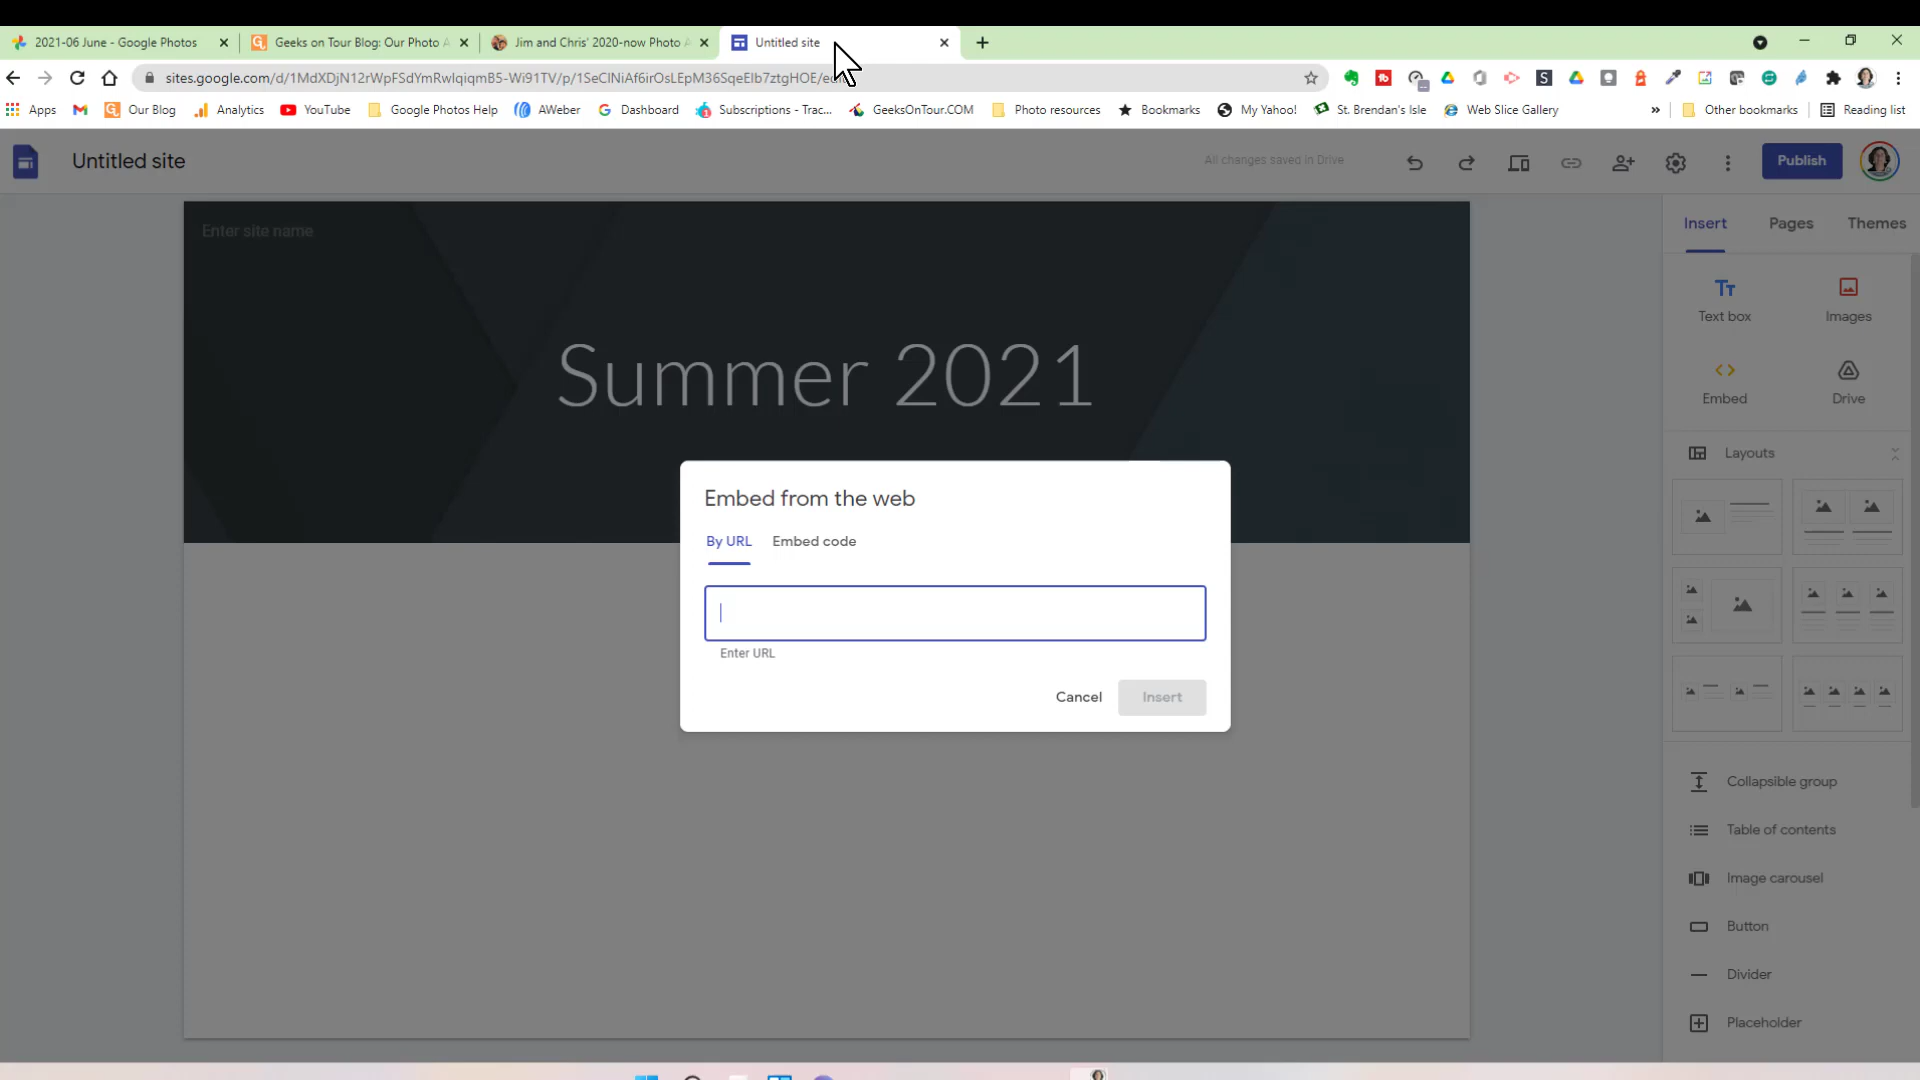 2021-06 June - Google Photos
Geeks on Tour Blog: Our Photo A
Jim and Chris' 2020-now Photo A
Untitled site
sites.google.com/d/1MdXDjN12rWpFSdYmRwIqiqmB5-Wi91TV/p/1SeClNiAf6irOsLEpM36SqeElb7ztgHOE/e
Apps
Our Blog
Analytics
YouTube
Google Photos Help
AWeber
Dashboard
Subscriptions - Trac...
GeeksOnTour.COM
Photo resources
Bookmarks
My Yahoo!
St. Brendan's Isle
Web Slice Gallery
»
Other bookmarks
Reading list
Untitled site
All changes saved in Drive
Publish
Enter site name
Summer 2021
Insert
Pages
Themes
Text box
Images
Embed
Drive
Layouts
Embed from the web
By URL
Embed code
Enter URL
Cancel
Insert
Collapsible group
Table of contents
Image carousel
Button
Divider
Placeholder